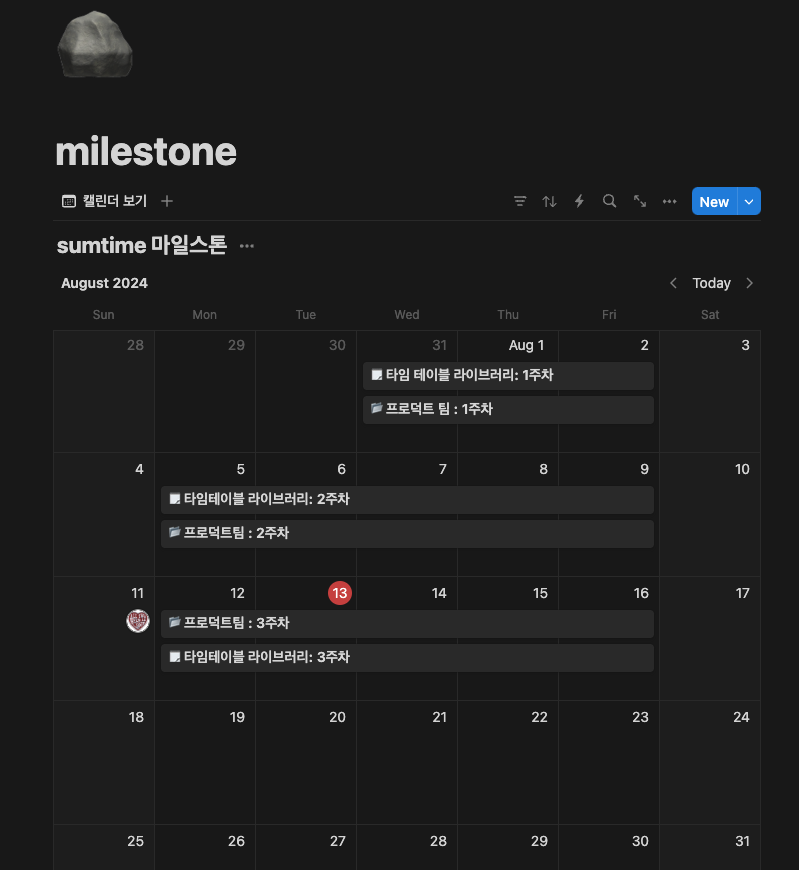 milestone
캘린더 보기
New
sumtime 마일스톤
August 2024
Today
Sun Mon Tue Wed Thu Fri Sat
28 29 30 31 Aug 1 2 3
타임 테이블 라이브러리: 1주차
프로덕트 팀 : 1주차
4 5 6 7 8 9 10
타임테이블 라이브러리: 2주차
프로덕트팀 : 2주차
11 12 13 14 15 16 17
프로덕트팀 : 3주차
타임테이블 라이브러리: 3주차
18 19 20 21 22 23 24
25 26 27 28 29 30 31